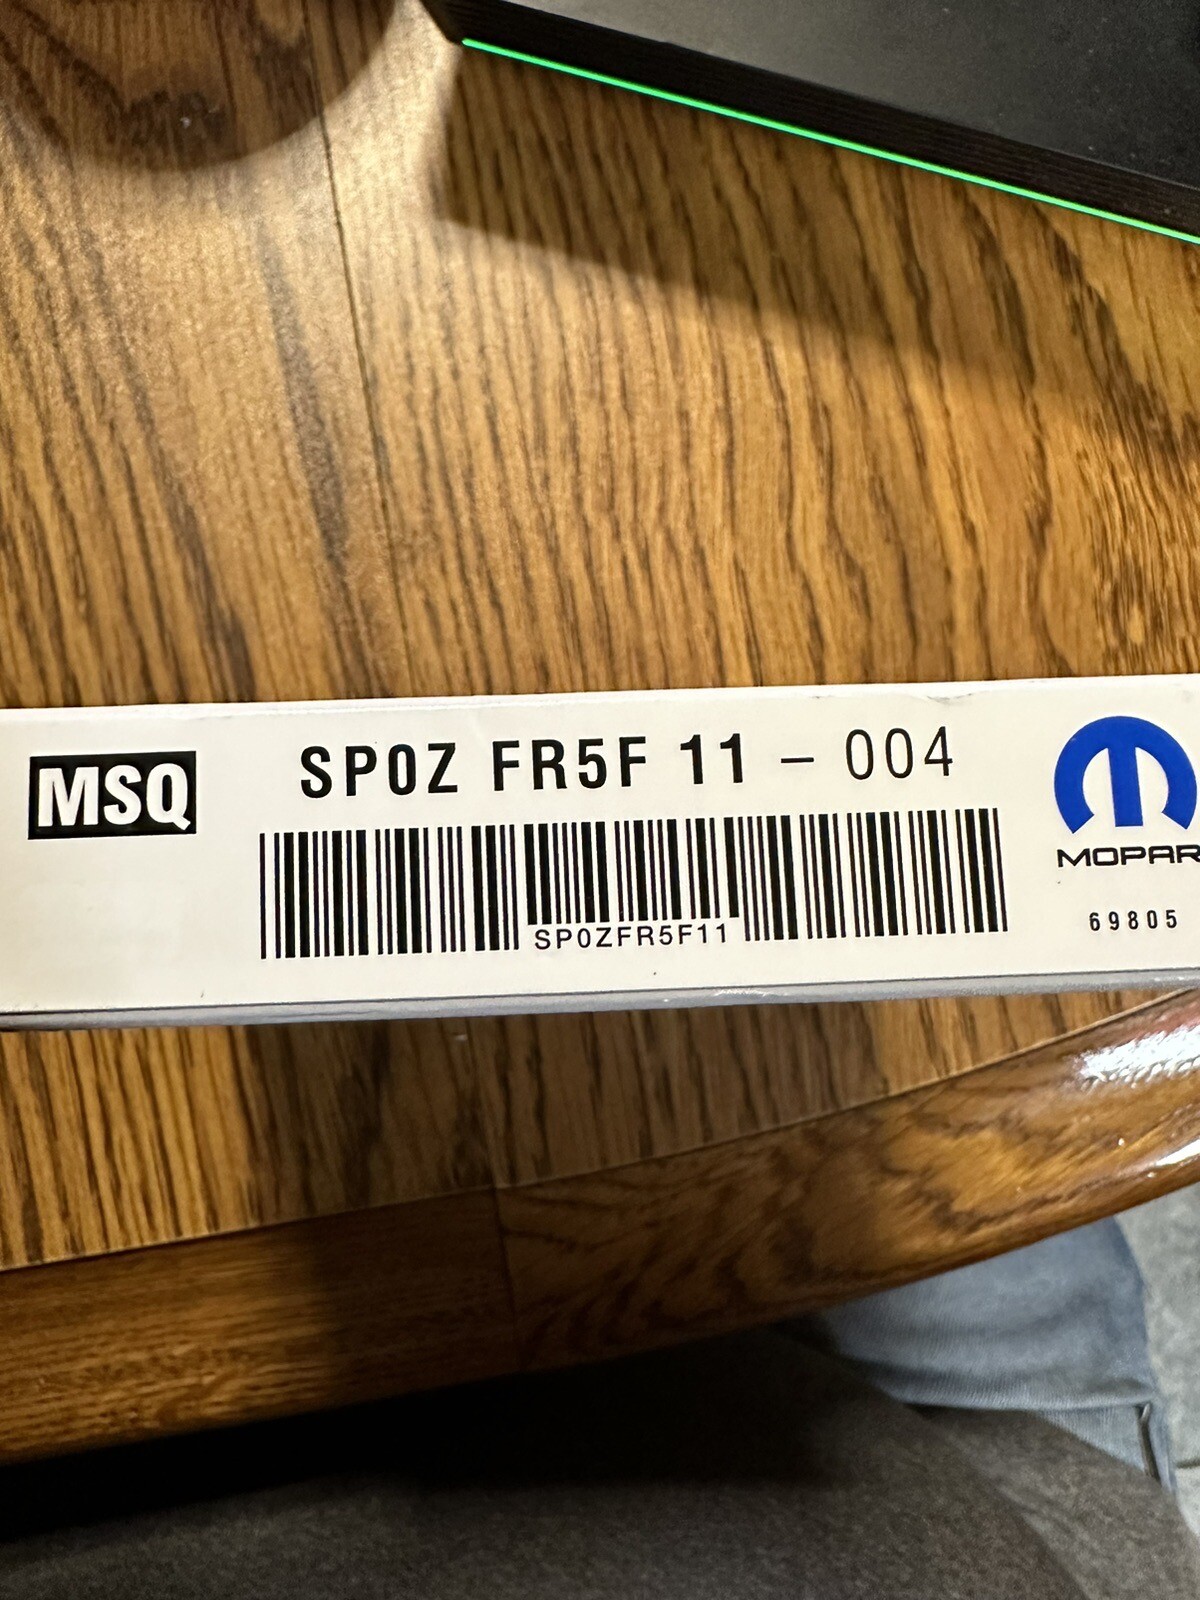 MSQ
SP0Z FR5F 11 – 004
SP0ZFR5F11
MOPAR
69805